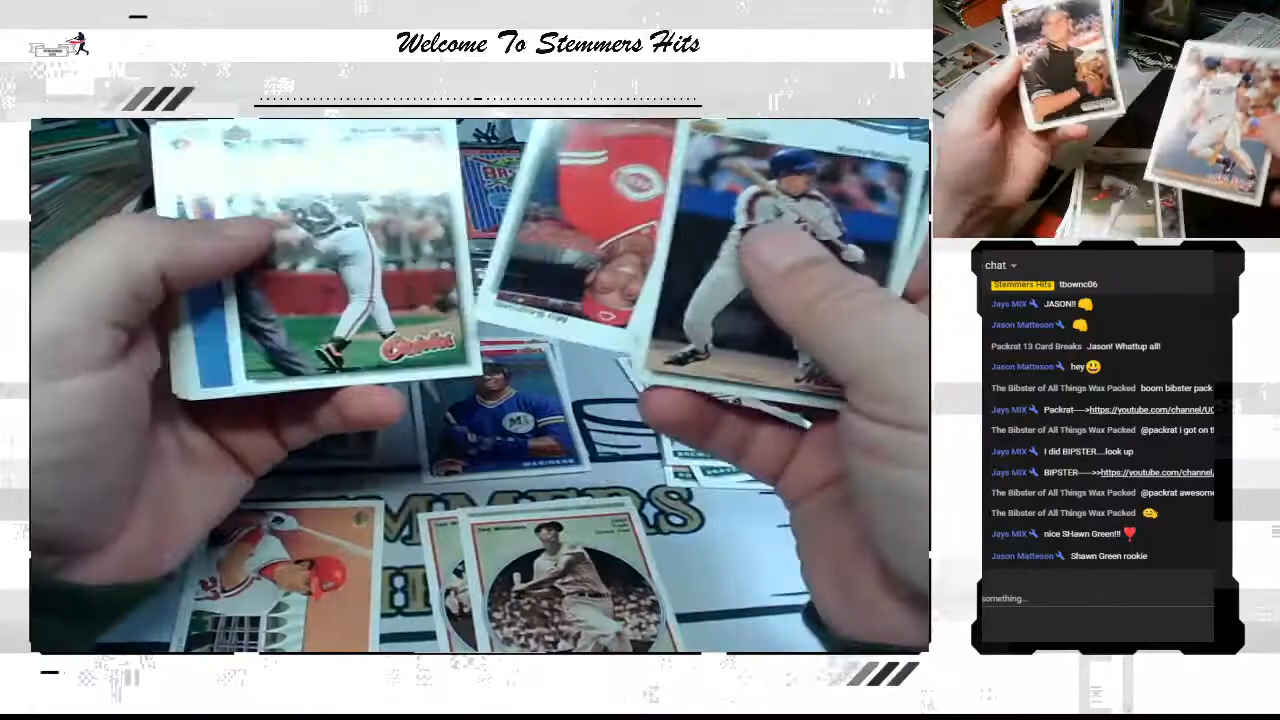 Welcome To Stemmers Hits
chat
Stemmers Hits tbownc06
Jays MIX JASON!!
Jason Matteson
Packrat 13 Card Breaks Jason! Whattup all!
Jason Matteson hey
The Bibster of All Things Wax Packed boom bibster pack
Jays MIX Packrat---->https://youtube.com/channel/UC
The Bibster of All Things Wax Packed @packrat i got on t
Jays MIX I did BIPSTER....look up
Jays MIX BIPSTER---->>https://youtube.com/channel/
The Bibster of All Things Wax Packed @packrat awesome
The Bibster of All Things Wax Packed
Jays MIX nice SHawn Green!!!
Jason Matteson Shawn Green rookie
something...
Orioles
MARINERS
Ted Williams